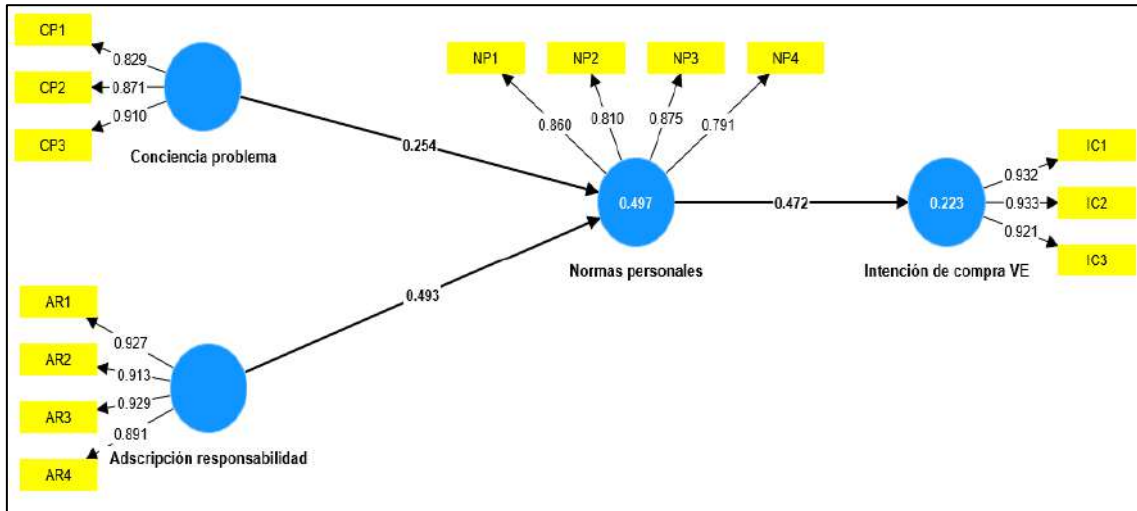 CP1
0.829
CP2
0.871
0.910
CP3
Conciencia problema
NP1
NP2
NP3
NP4
0.860
0.810
0.875
0.791
0.254
0.497
Normas personales
0.472
0.223
Intención de compra VE
IC1
0.932
IC2
0.933
0.921
IC3
0.493
AR1
0.927
AR2
0.913
0.929
AR3
0.891
AR4
Adscripción responsabilidad